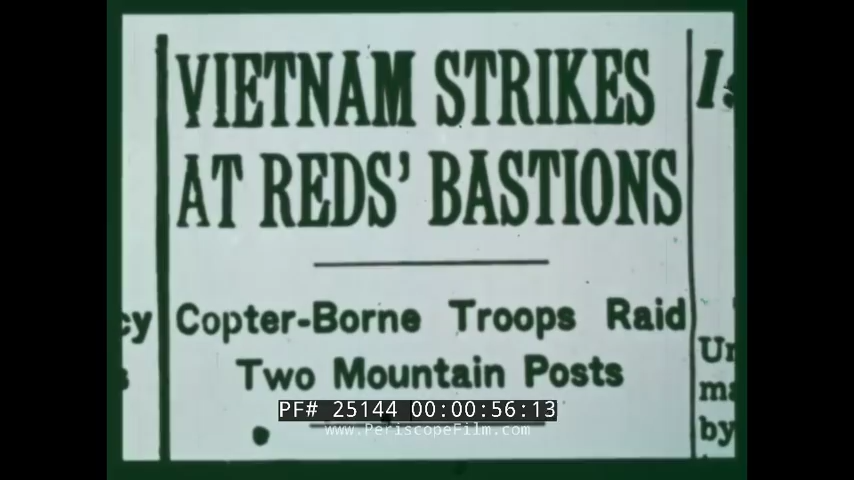 VIETNAM STRIKES
AT REDS' BASTIONS
Copter-Borne Troops Raid
Two Mountain Posts
PF# 25144 00:00:56:13
www.PeriscopeFilm.com